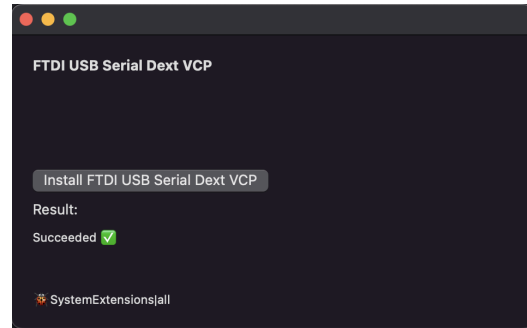 FTDI USB Serial Dext VCP
Install FTDI USB Serial Dext VCP
Result:
Succeeded ✅
🐞 SystemExtensions|all